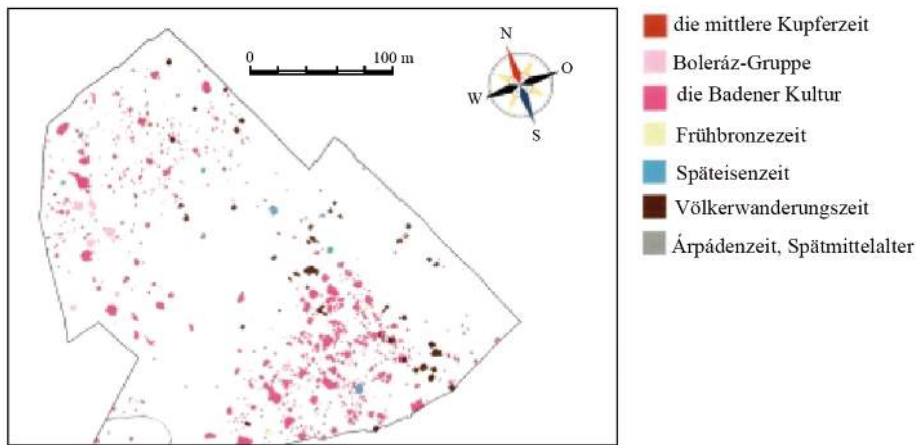 0 100 m
N
O
W
S
die mittlere Kupferzeit
Boleráz-Gruppe
die Badener Kultur
Frühbronzezeit
Späteisenzeit
Völkerwanderungszeit
Árpádenzeit, Spätmittelalter